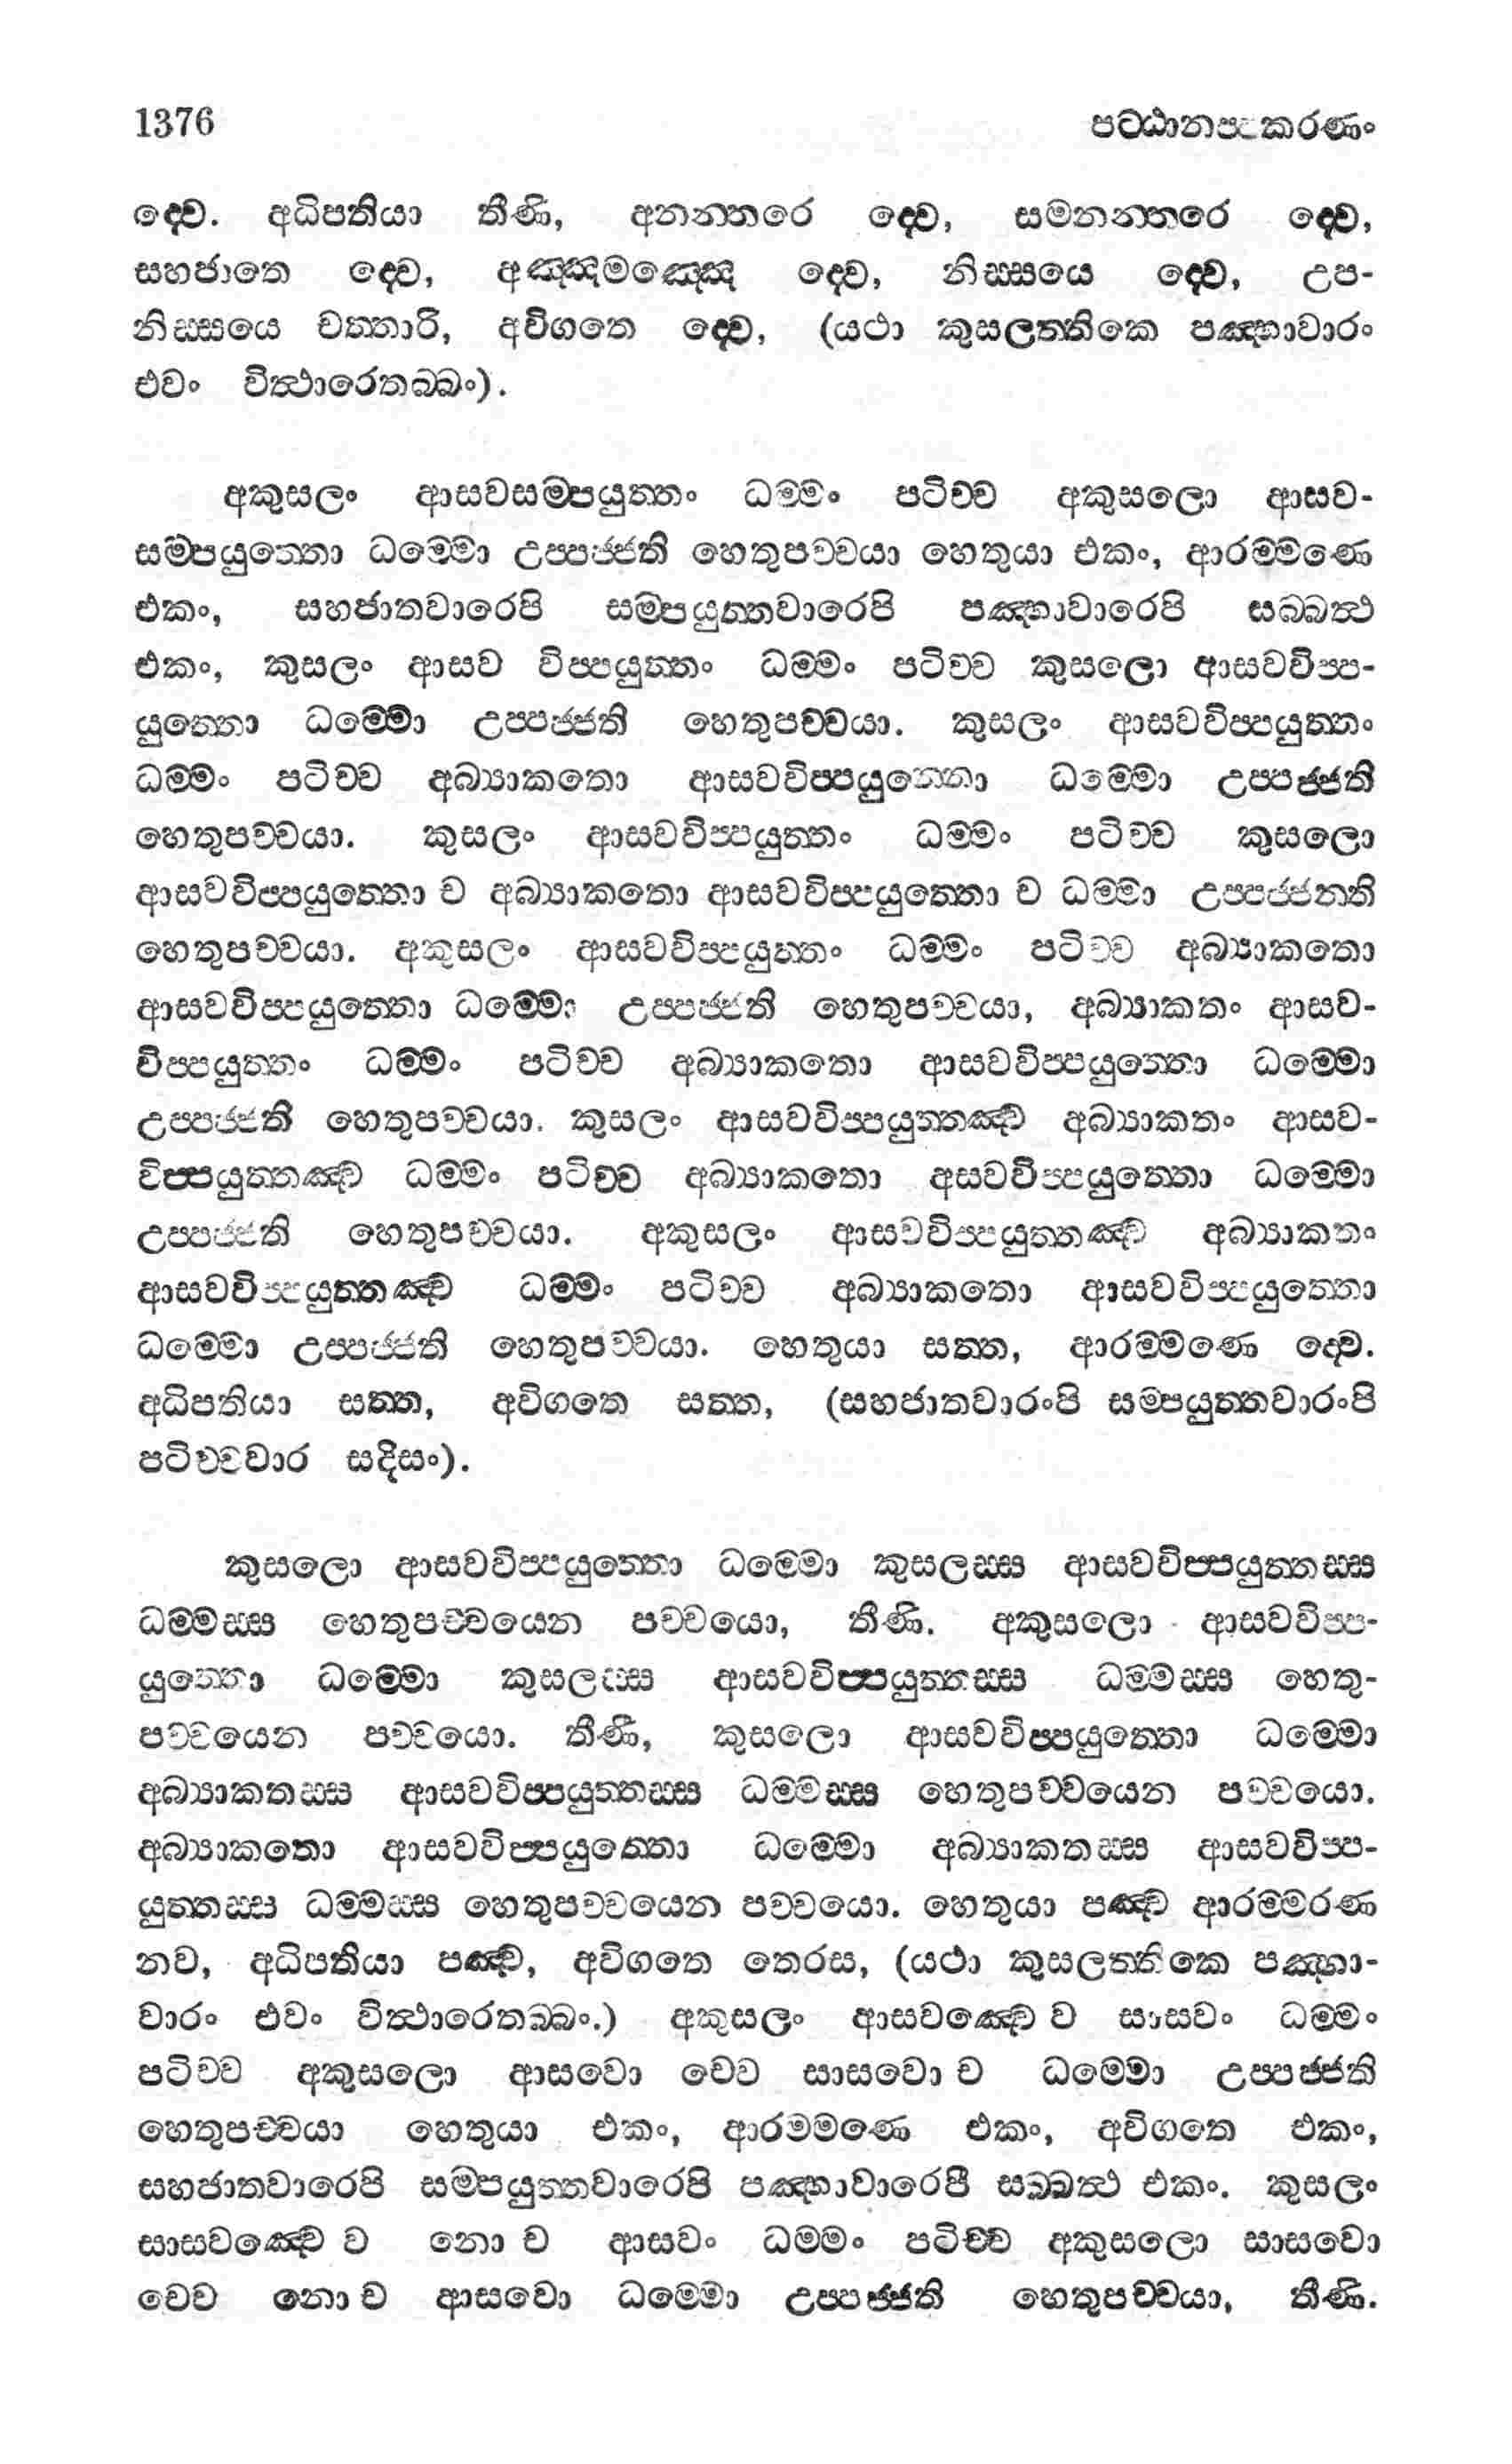 1376 පට්ඨානප්පකරණං
ද්වෙ. අධිපතියා තීණි, අනන්තරෙ ද්වෙ, සමනන්තරෙ ද්වෙ,
සහජාතෙ ද්වෙ, අඤ්ඤමඤ්ඤෙ ද්වෙ, නිස්සයෙ ද්වෙ, උප-
නිස්සයෙ චත්තාරි, අවිගතෙ ද්වෙ, (යථා කුසලත්තිකෙ පඤ්හාවාරං
එවං විත්ථාරෙතබ්බං).
අකුසලං ආසවසම්පයුත්තං ධම්මං පටිච්ච අකුසලො ආසව-
සම්පයුත්තො ධම්මො උප්පජ්ජති හෙතුපච්චයා හෙතුයා එකං, ආරම්මණෙ
එකං, සහජාතවාරෙපි සම්පයුත්තවාරෙපි පඤ්හාවාරෙපි සබ්බත්ථ
එකං, කුසලං ආසව විප්පයුත්තං ධම්මං පටිච්ච කුසලො ආසවවිප්ප-
යුත්තො ධම්මො උප්පජ්ජති හෙතුපච්චයා. කුසලං ආසවවිප්පයුත්තං
ධම්මං පටිච්ච අබ්‍යාකතො ආසවවිප්පයුත්තො ධම්මො උප්පජ්ජති
හෙතුපච්චයා. කුසලං ආසවවිප්පයුත්තං ධම්මං පටිච්ච කුසලො
ආසවවිප්පයුත්තො ච අබ්‍යාකතො ආසවවිප්පයුත්තො ච ධම්මා උප්පජ්ජන්ති
හෙතුපච්චයා. අකුසලං ආසවවිප්පයුත්තං ධම්මං පටිච්ච අබ්‍යාකතො
ආසවවිප්පයුත්තො ධම්මො උප්පජ්ජති හෙතුපච්චයා, අබ්‍යාකතං ආසව-
විප්පයුත්තං ධම්මං පටිච්ච අබ්‍යාකතො ආසවවිප්පයුත්තො ධම්මො
උප්පජ්ජති හෙතුපච්චයා. කුසලං ආසවවිප්පයුත්තඤ්ච අබ්‍යාකතං ආසව-
විප්පයුත්තඤ්ච ධම්මං පටිච්ච අබ්‍යාකතො අසවවිප්පයුත්තො ධම්මො
උප්පජ්ජති හෙතුපච්චයා. අකුසලං ආසවවිප්පයුත්තඤ්ච අබ්‍යාකතං
ආසවවිප්පයුත්තඤ්ච ධම්මං පටිච්ච අබ්‍යාකතො ආසවවිප්පයුත්තො
ධම්මො උප්පජ්ජති හෙතුපච්චයා. හෙතුයා සත්ත, ආරම්මණෙ ද්වෙ.
අධිපතියා සත්ත, අවිගතෙ සත්ත, (සහජාතවාරංපි සම්පයුත්තවාරංපි
පටිච්චවාර සදිසං).
කුසලො ආසවවිප්පයුත්තො ධම්මො කුසලස්ස ආසවවිප්පයුත්තස්ස
ධම්මස්ස හෙතුපච්චයෙන පච්චයො, තීණි. අකුසලො ආසවවිප්ප-
යුත්තො ධම්මො කුසලස්ස ආසවවිප්පයුත්තස්ස ධම්මස්ස හෙතු-
පච්චයෙන පච්චයො. තීණී, කුසලො ආසවවිප්පයුත්තො ධම්මො
අබ්‍යාකතස්ස ආසවවිප්පයුත්තස්ස ධම්මස්ස හෙතුපච්චයෙන පච්චයො.
අබ්‍යාකතො ආසවවිප්පයුත්තො ධම්මො අබ්‍යාකතස්ස ආසවවිප්ප-
යුත්තස්ස ධම්මස්ස හෙතුපච්චයෙන පච්චයො. හෙතුයා පඤ්ච ආරම්මරණ
නව, අධිපතියා පඤ්ච, අවිගතෙ තෙරස, (යථා කුසලත්තිකෙ පඤ්හා-
වාරං එවං විත්ථාරෙතබ්බං.) අකුසලං ආසවඤ්චෙ ව සාසවං ධම්මං
පටිච්ච අකුසලො ආසවො චෙව සාසවො ච ධම්මො උප්පජ්ජති
හෙතුපච්චයා හෙතුයා එකං, ආරම්මණෙ එකං, අවිගතෙ එකං,
සහජාතවාරෙපි සම්පයුත්තවාරෙපි පඤ්හාවාරෙපී සබ්බත්ථ එකං. කුසලං
සාසවඤ්චෙ ව නො ච ආසවං ධම්මං පටිච්ච අකුසලො සාසවො
චෙව නො ච ආසවො ධම්මො උප්පජ්ජති හෙතුපච්චයා, තීණි.